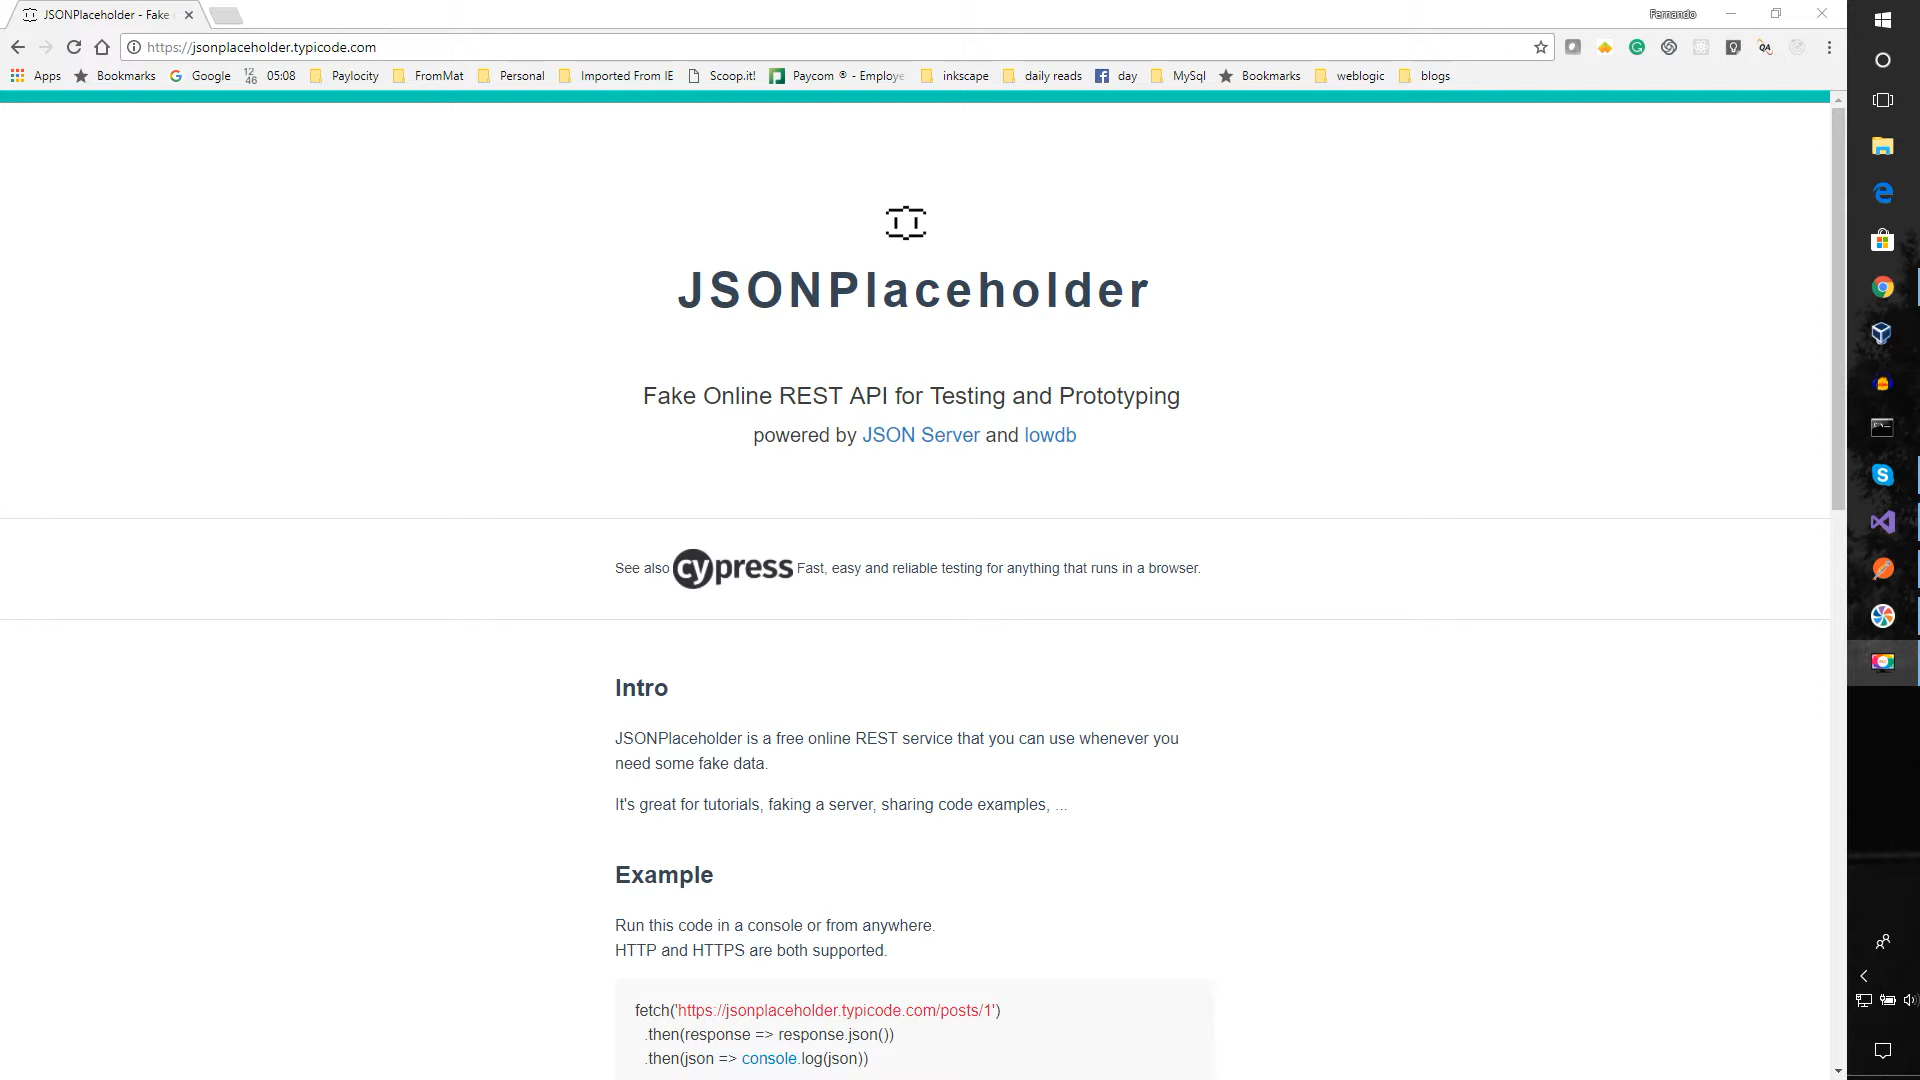 JSONPlaceholder - Fake
Fernando
https://jsonplaceholder.typicode.com
Apps Bookmarks Google 12 46 05:08 Paylocity FromMat Personal Imported From IE Scoop.it! Paycom ® - Employe inkscape daily reads day MySql Bookmarks weblogic blogs
JSONPlaceholder
Fake Online REST API for Testing and Prototyping
powered by JSON Server and lowdb
See also cypress Fast, easy and reliable testing for anything that runs in a browser.
Intro
JSONPlaceholder is a free online REST service that you can use whenever you
need some fake data.
It's great for tutorials, faking a server, sharing code examples, ...
Example
Run this code in a console or from anywhere.
HTTP and HTTPS are both supported.
fetch('https://jsonplaceholder.typicode.com/posts/1')
.then(response => response.json())
.then(json => console.log(json))